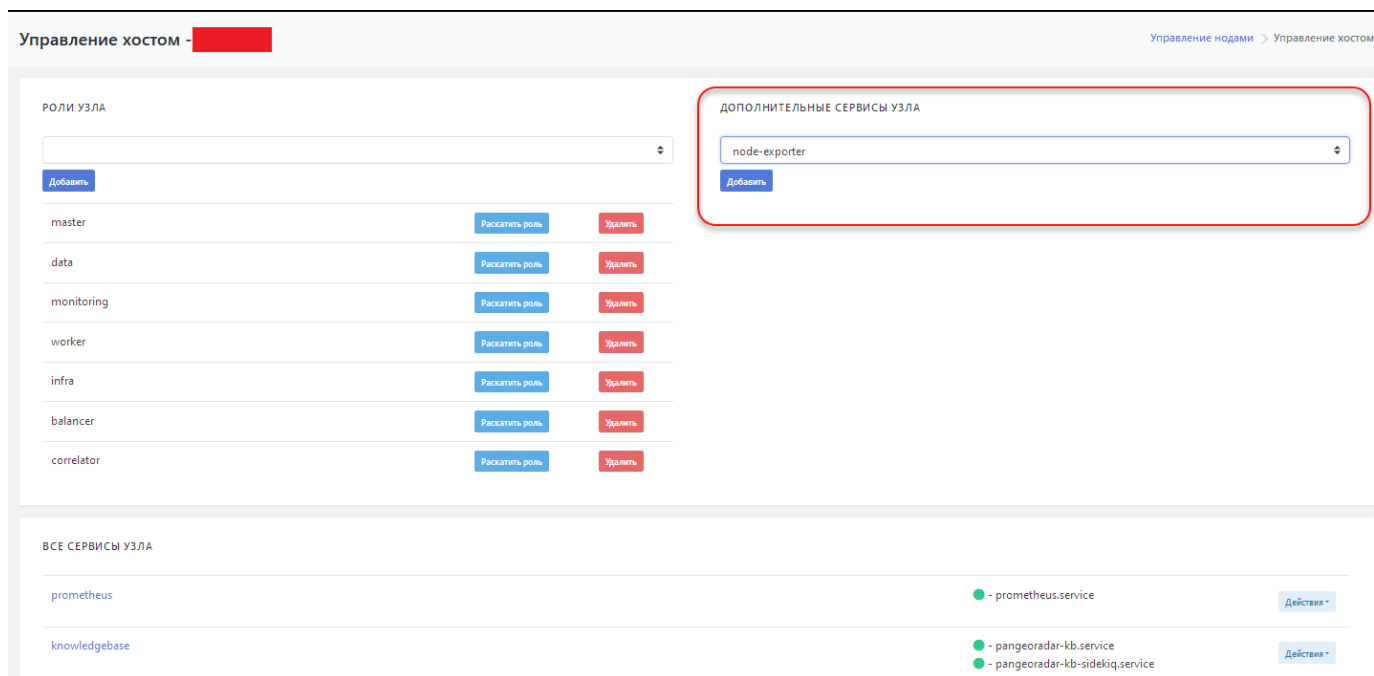 Управление хостом -
Управление нодами > Управление хостом
РОЛИ УЗЛА
Добавить
master Раскатить роль Удалить
data Раскатить роль Удалить
monitoring Раскатить роль Удалить
worker Раскатить роль Удалить
infra Раскатить роль Удалить
balancer Раскатить роль Удалить
correlator Раскатить роль Удалить
ДОПОЛНИТЕЛЬНЫЕ СЕРВИСЫ УЗЛА
node-exporter
Добавить
ВСЕ СЕРВИСЫ УЗЛА
prometheus - prometheus.service Действия
knowledgebase - pangeoradar-kb.service Действия
- pangeoradar-kb-sidekiq.service